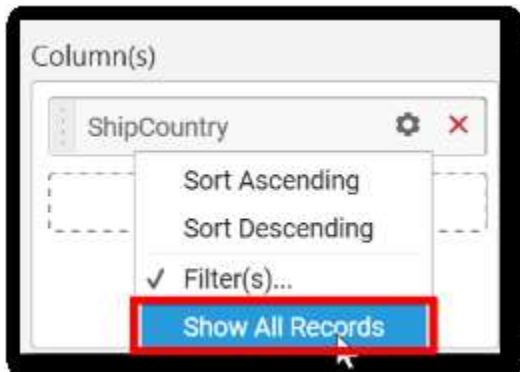 Column(s)
ShipCountry
Sort Ascending
Sort Descending
Filter(s)...
Show All Records